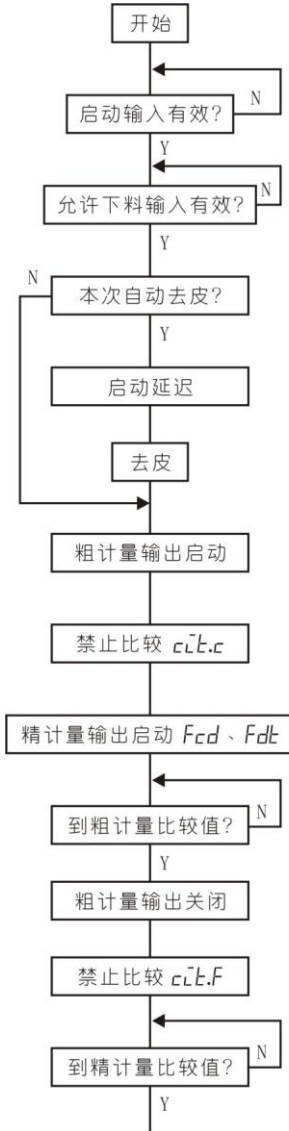 开始
N
启动输入有效?
Y
N
允许下料输入有效?
Y
N
本次自动去皮?
Y
启动延迟
去皮
粗计量输出启动
禁止比较 cit.c
精计量输出启动 Fcd、Fdt
到粗计量比较值?
N
Y
粗计量输出关闭
禁止比较 cit.F
到精计量比较值?
N
Y